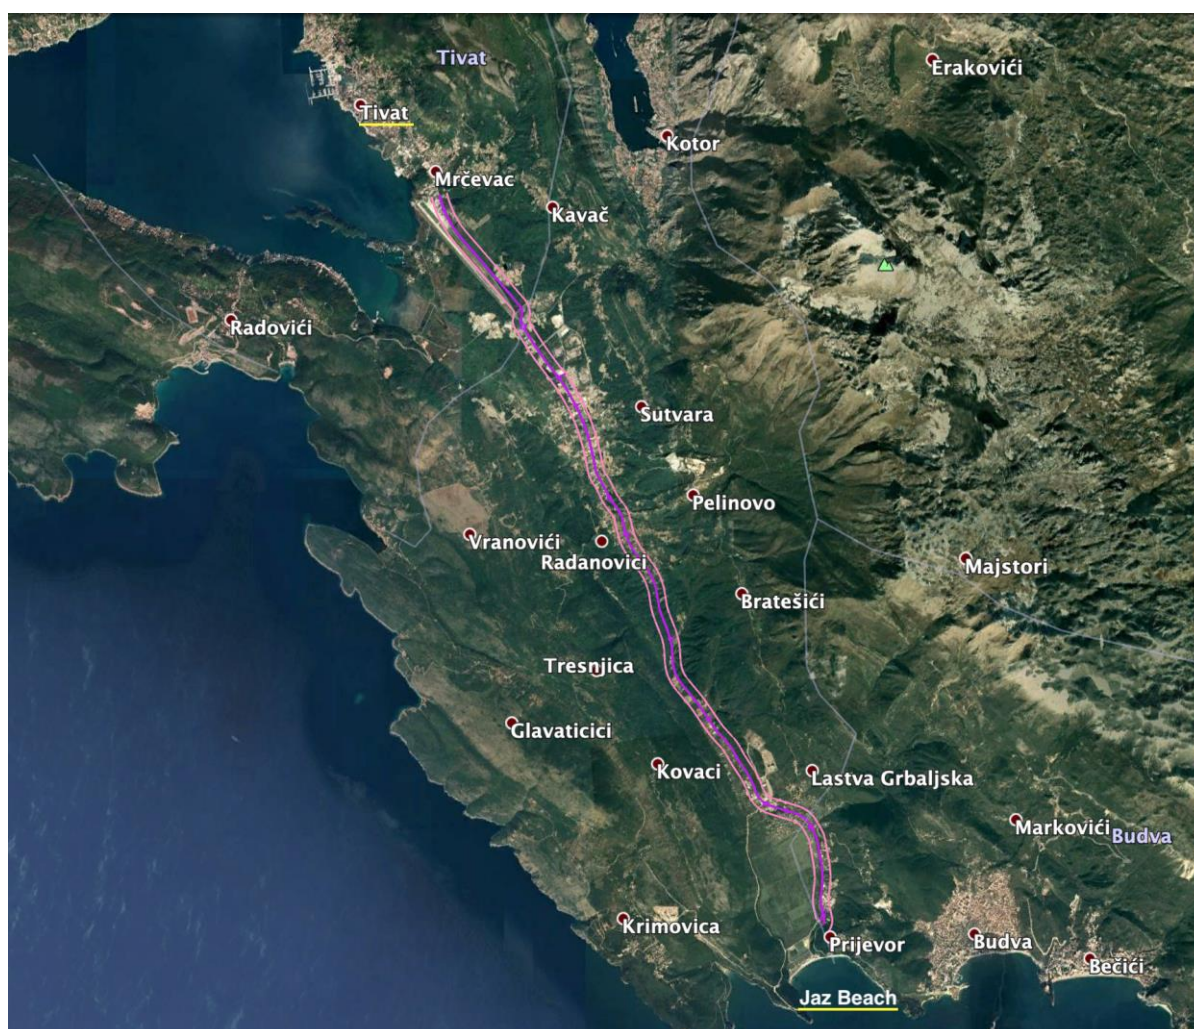 Tivat
Erakovići
Tivat
Kotor
Mrčevac
Kavač
Radovići
Sutvara
Pelinovo
Vranovići
Radanovici
Majstori
Bratešići
Tresnjica
Glavaticici
Kovaci
Lastva Grbaljska
Markovići
Budva
Krimovica
Prijevor
Budva
Bečići
Jaz Beach